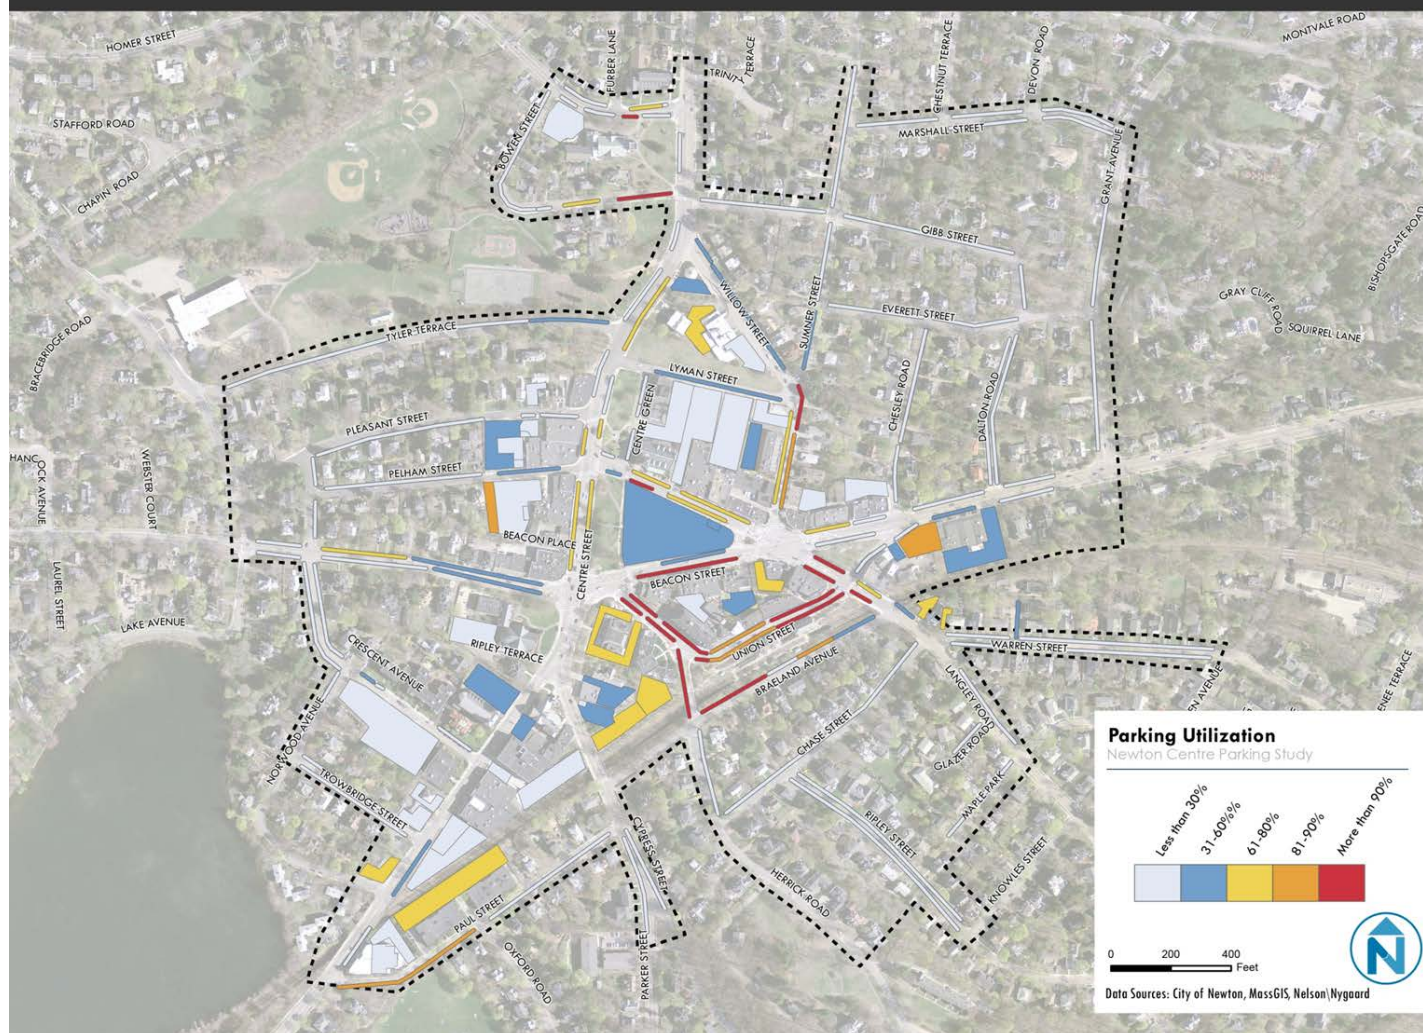 HOMER STREET
FURBER LANE
TRINITY TERRACE
CHESTNUT TERRACE
DEVON ROAD
MONTVALE ROAD
STAFFORD ROAD
CHAPIN ROAD
BOWEN STREET
MARSHALL STREET
GRANT AVENUE
BISHOPSGATE ROAD
GIBB STREET
WILLOW STREET
SUMNER STREET
EVERETT STREET
GRAY CLIFF ROAD
SQUIRREL LANE
BRACEBRIDGE ROAD
TYLER TERRACE
LYMAN STREET
CENTRE GREEN
CHESLEY ROAD
DALTON ROAD
PLEASANT STREET
PELHAM STREET
HANC
OCK AVENUE
WEBSTER COURT
BEACON PLACE
CENTRE STREET
BEACON STREET
LAUREL STREET
LAKE AVENUE
CRESCENT AVENUE
RIPLEY TERRACE
UNION STREET
BRAELAND AVENUE
WARREN STREET
LANGLEY ROAD
EN AVENUE
ENEE TERRACE
NORWOOD AVENUE
CHASE STREET
GLAZER ROAD
MAPLE PARK
TROWBRIDGE STREET
CYPRESS STREET
RIPLEY STREET
KNOWLES STREET
HERRICK ROAD
PAUL STREET
OXFORD ROAD
PARKER STREET
Parking Utilization
Newton Centre Parking Study
Less than 30%
31-60%%
61-80%
81-90%
More than 90%
0 200 400
Feet
N
Data Sources: City of Newton, MassGIS, Nelson\Nygaard